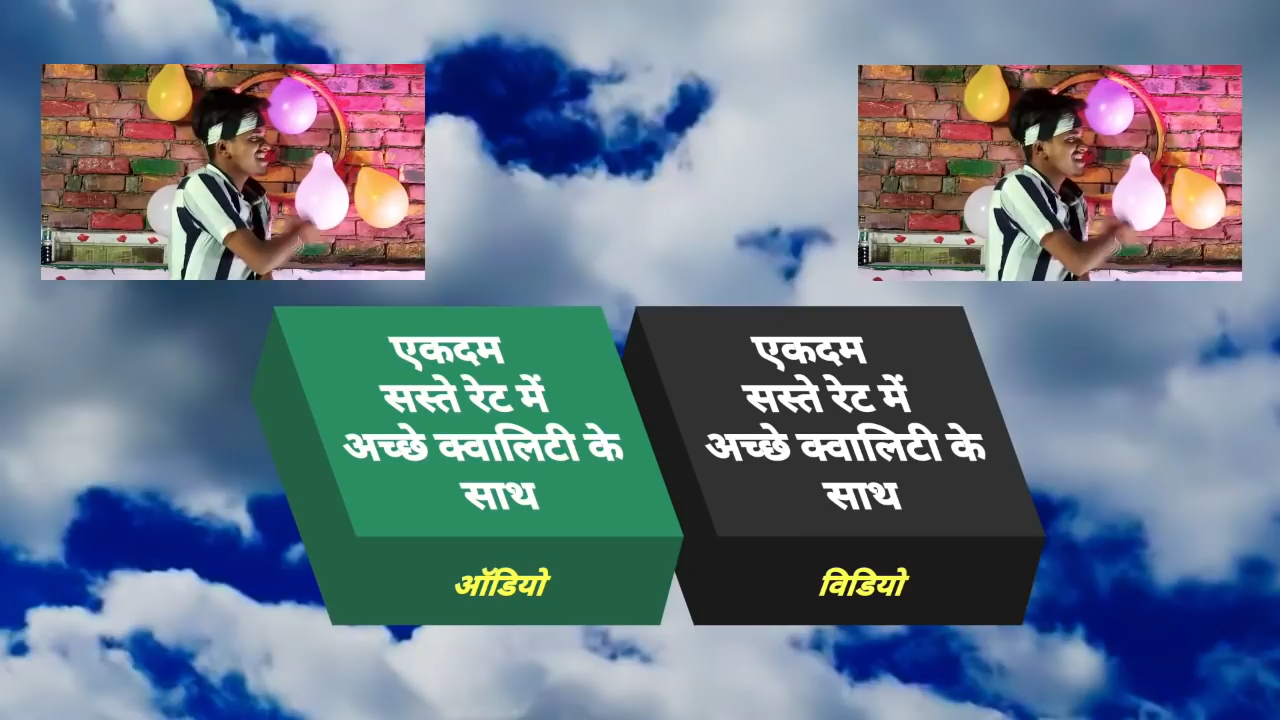 एकदम
सस्ते रेट में
अच्छे क्वालिटी के
साथ
ऑडियो
एकदम
सस्ते रेट में
अच्छे क्वालिटी के
साथ
विडियो